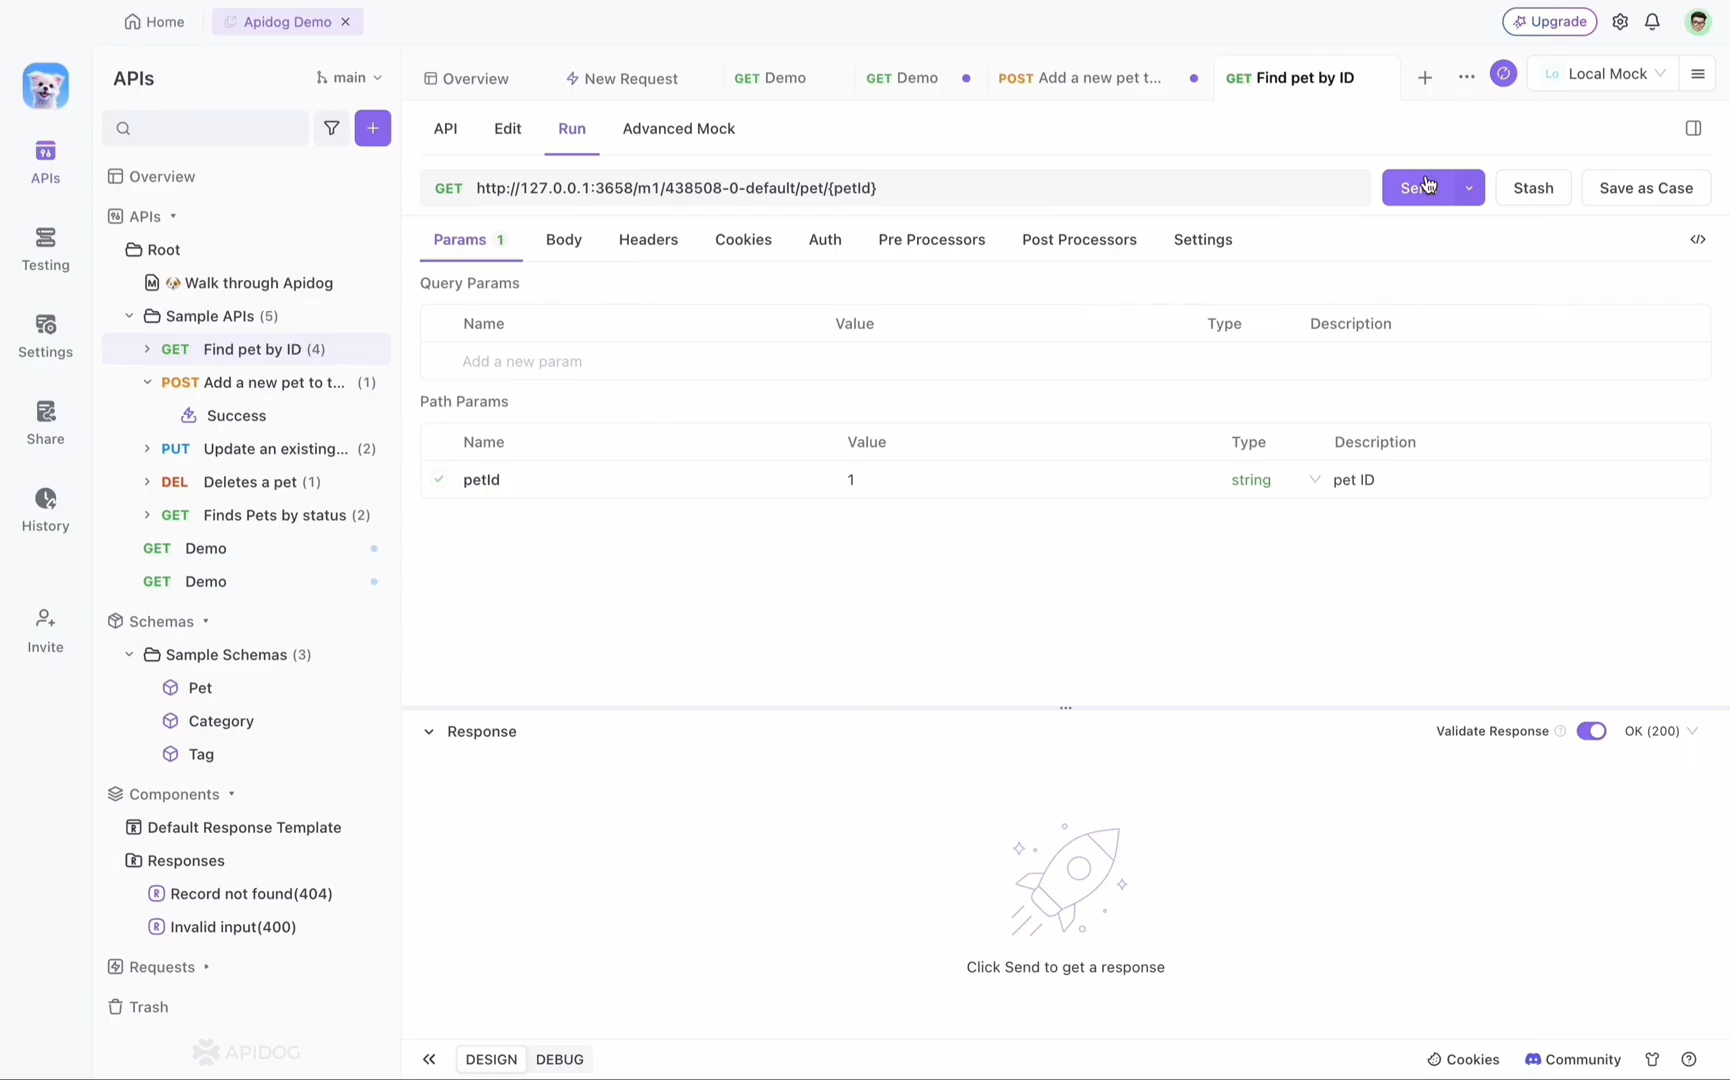 Home
Apidog Demo
Upgrade
APIs
Testing
Settings
Share
History
Invite
APIs
main
Overview
APIs
Root
Walk through Apidog
Sample APIs (5)
GET Find pet by ID (4)
POST Add a new pet to t... (1)
Success
PUT Update an existing... (2)
DEL Deletes a pet (1)
GET Finds Pets by status (2)
GET Demo
GET Demo
Schemas
Sample Schemas (3)
Pet
Category
Tag
Components
Default Response Template
Responses
Record not found(404)
Invalid input(400)
Requests
Trash
APIDOG
Overview
New Request
GET Demo
GET Demo
POST Add a new pet t...
GET Find pet by ID
Lo Local Mock
API Edit Run Advanced Mock
GET http://127.0.0.1:3658/m1/438508-0-default/pet/{petId}
Stash
Save as Case
Params 1 Body Headers Cookies Auth Pre Processors Post Processors Settings
Query Params
Name Value Type Description
Add a new param
Path Params
Name Value Type Description
petId 1 string pet ID
Response
Validate Response OK (200)
Click Send to get a response
DESIGN DEBUG
Cookies Community